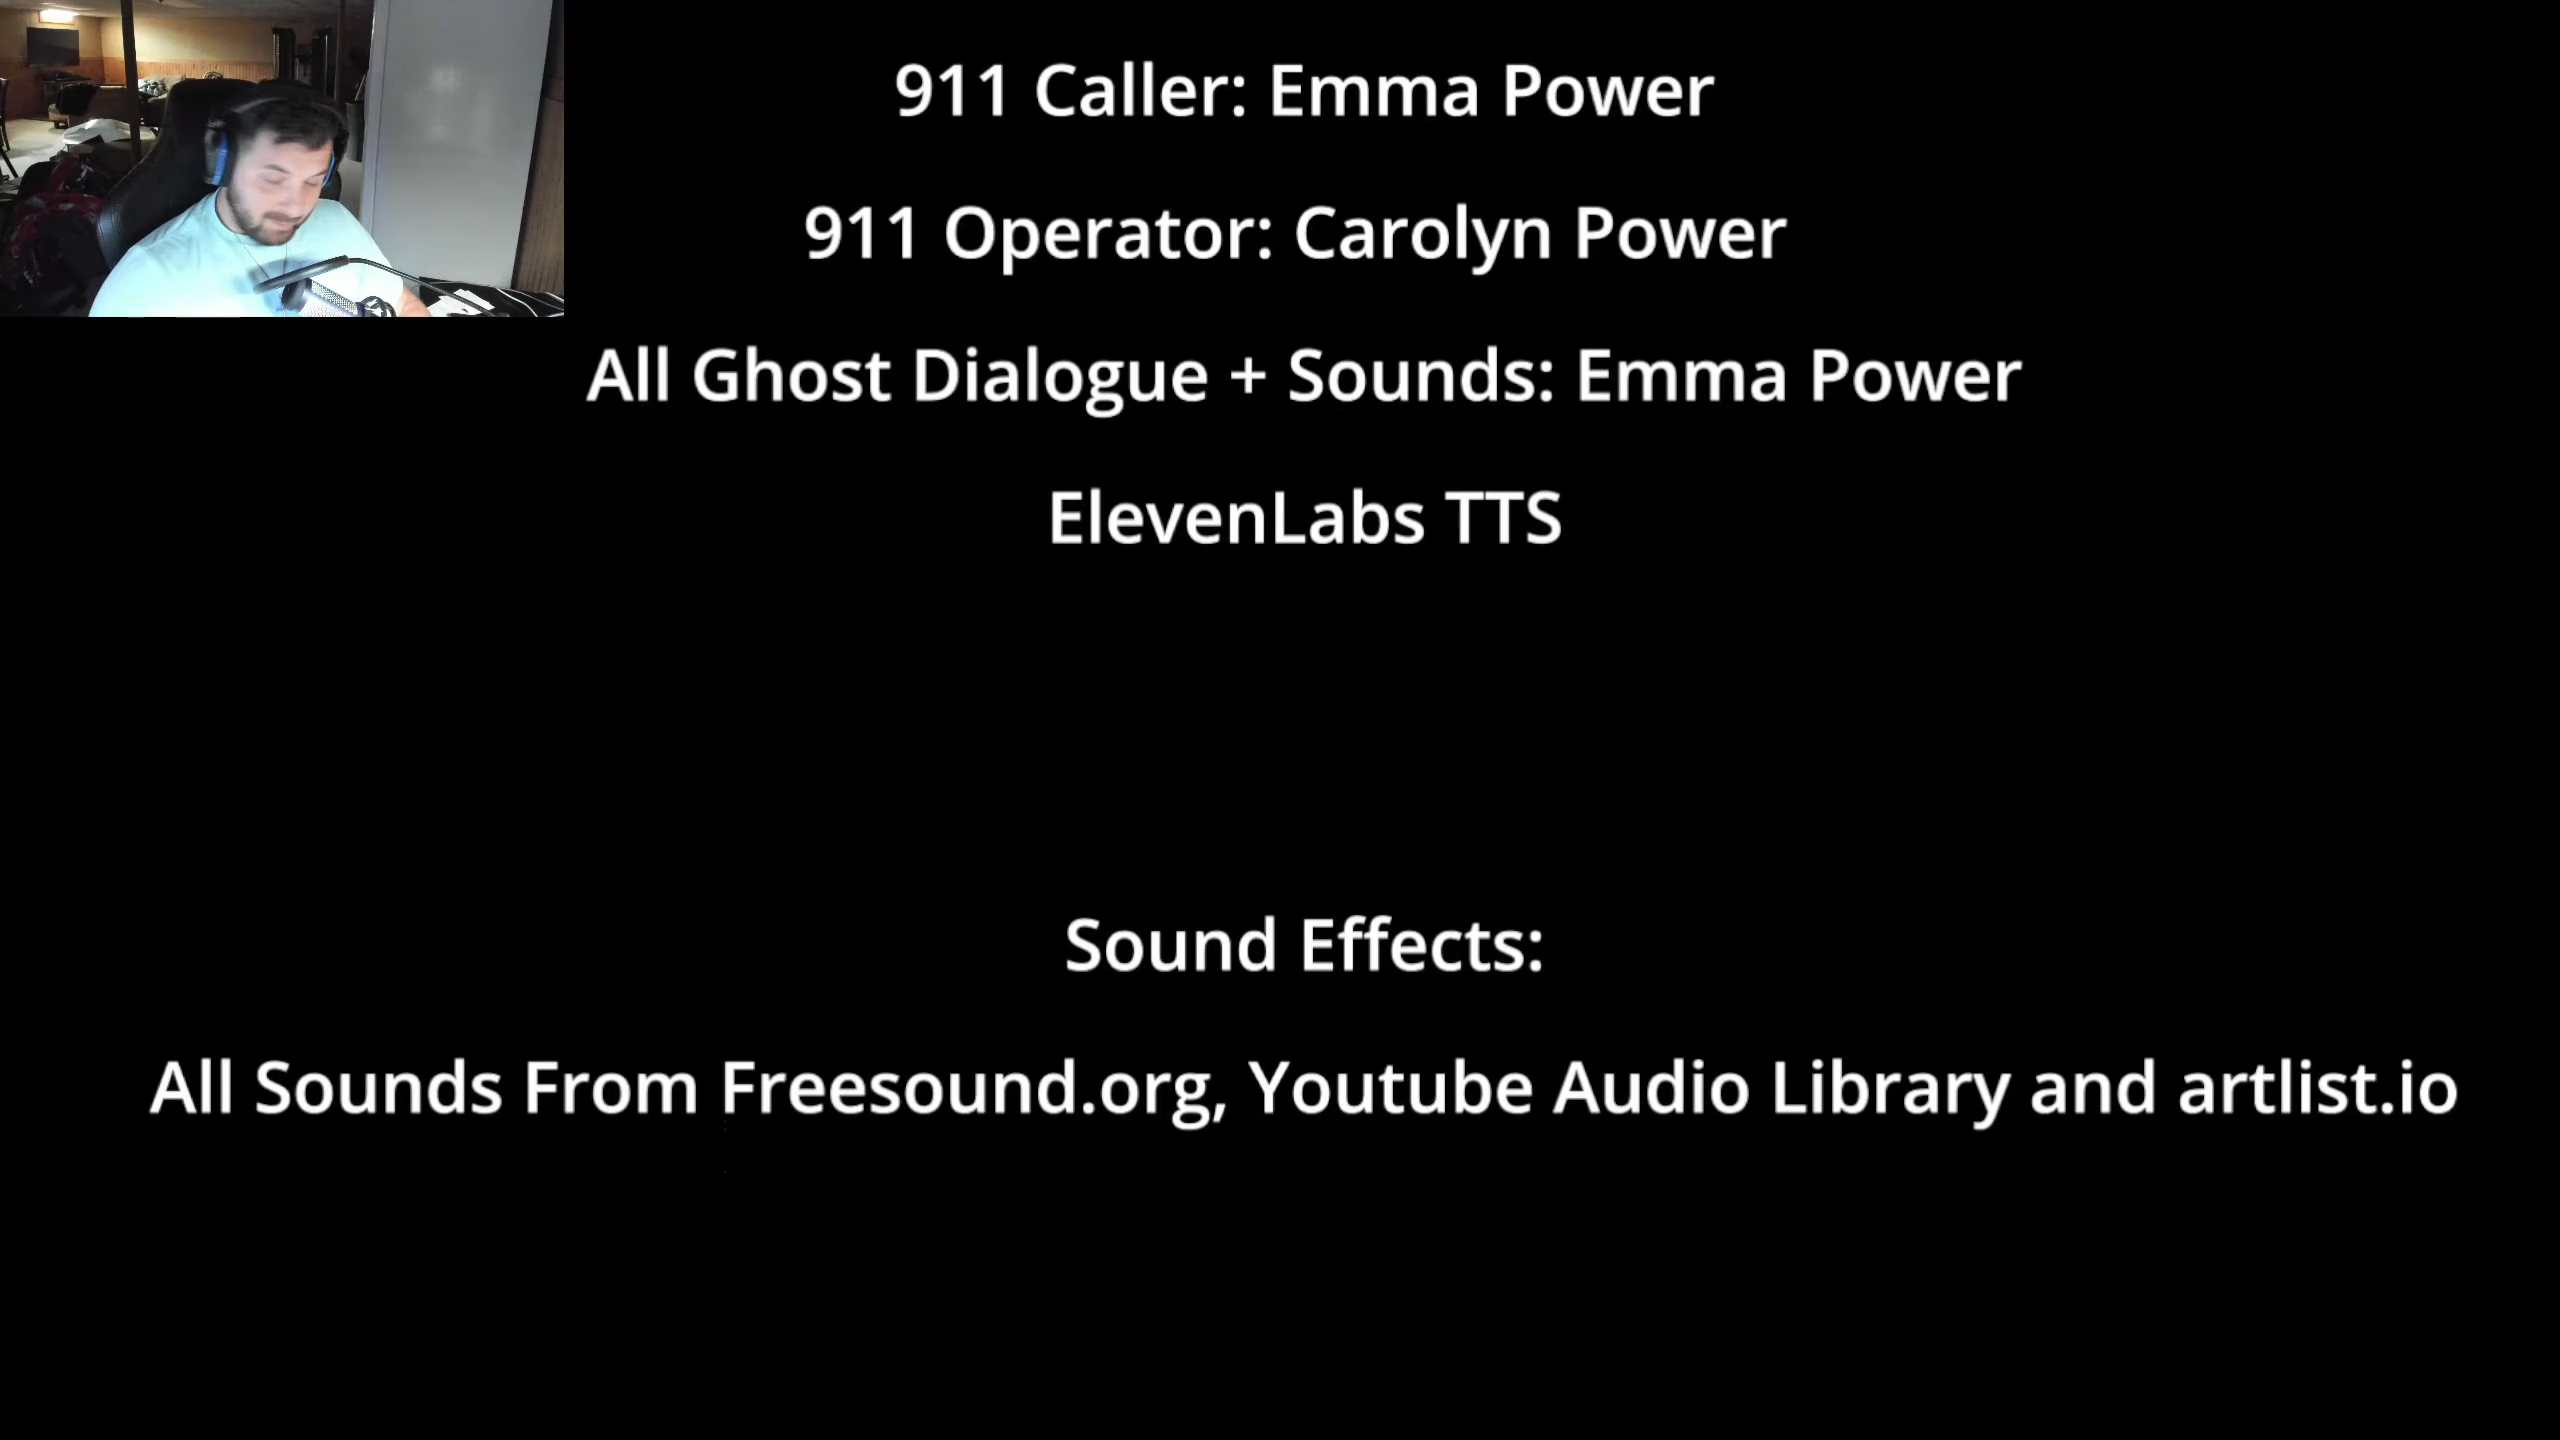 911 Caller: Emma Power
911 Operator: Carolyn Power
All Ghost Dialogue + Sounds: Emma Power
ElevenLabs TTS
Sound Effects:
All Sounds From Freesound.org, Youtube Audio Library and artlist.io